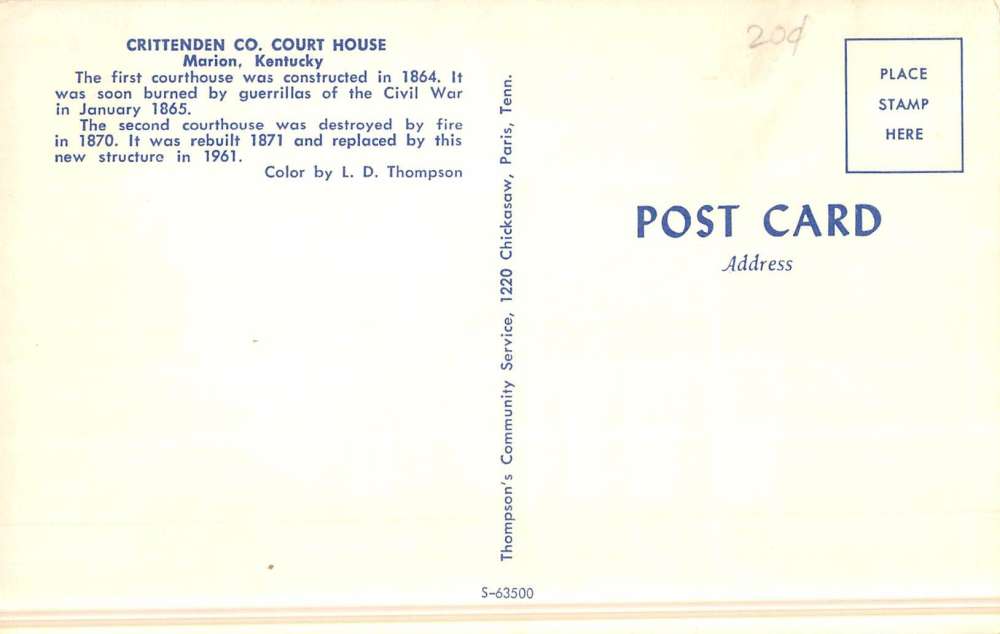 CRITTENDEN CO. COURT HOUSE
Marion, Kentucky
The first courthouse was constructed in 1864. It
was soon burned by guerrillas of the Civil War
in January 1865.
The second courthouse was destroyed by fire
in 1870. It was rebuilt 1871 and replaced by this
new structure in 1961.
Color by L. D. Thompson
Thompson's Community Service, 1220 Chickasaw, Paris, Tenn.
S-63500
20¢
PLACE
STAMP
HERE
POST CARD
Address